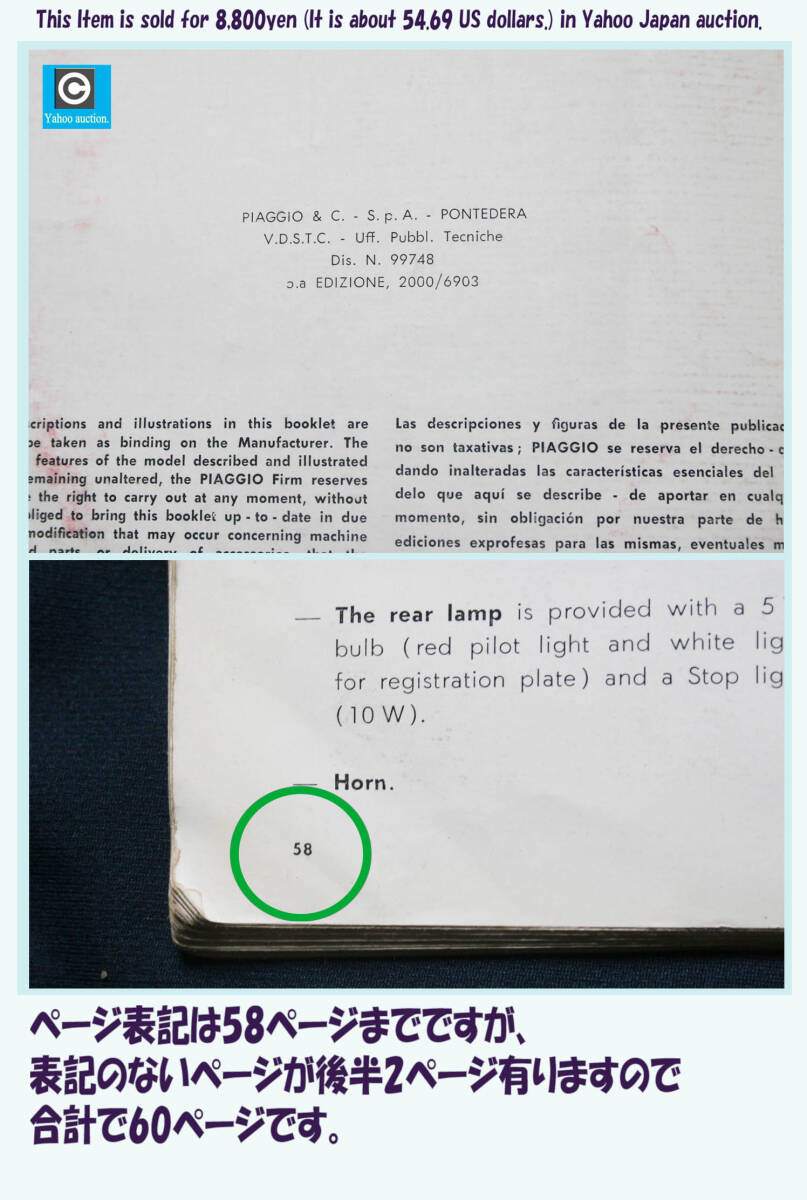 This Item is sold for 8,800yen (It is about 54.69 US dollars.) in Yahoo Japan auction.
C
Yahoo auction.
PIAGGIO & C. - S. p. A. - PONTEDERA
V.D.S.T.C. - Uff. Pubbl. Tecniche
Dis. N. 99748
.a EDIZIONE, 2000/6903
criptions and illustrations in this booklet are
be taken as binding on the Manufacturer. The
features of the model described and illustrated
emaining unaltered, the PIAGGIO Firm reserves
the right to carry out at any moment, without
bliged to bring this booklet up - to - date in due
modification that may occur concerning machine
Las descripciones y figuras de la presente publicac
no son taxativas; PIAGGIO se reserva el derecho -
dando inalteradas las características esenciales del
delo que aquí se describe - de aportar en cualq
momento, sin obligación por nuestra parte de h
ediciones exprofesas para las mismas, eventuales m
— The rear lamp is provided with a 5
bulb (red pilot light and white lig
for registration plate) and a Stop lig
(10 W).
— Horn.
58
ページ表記は58ページまでですが、
表記のないページが後半2ページ有りますので
合計で60ページです。